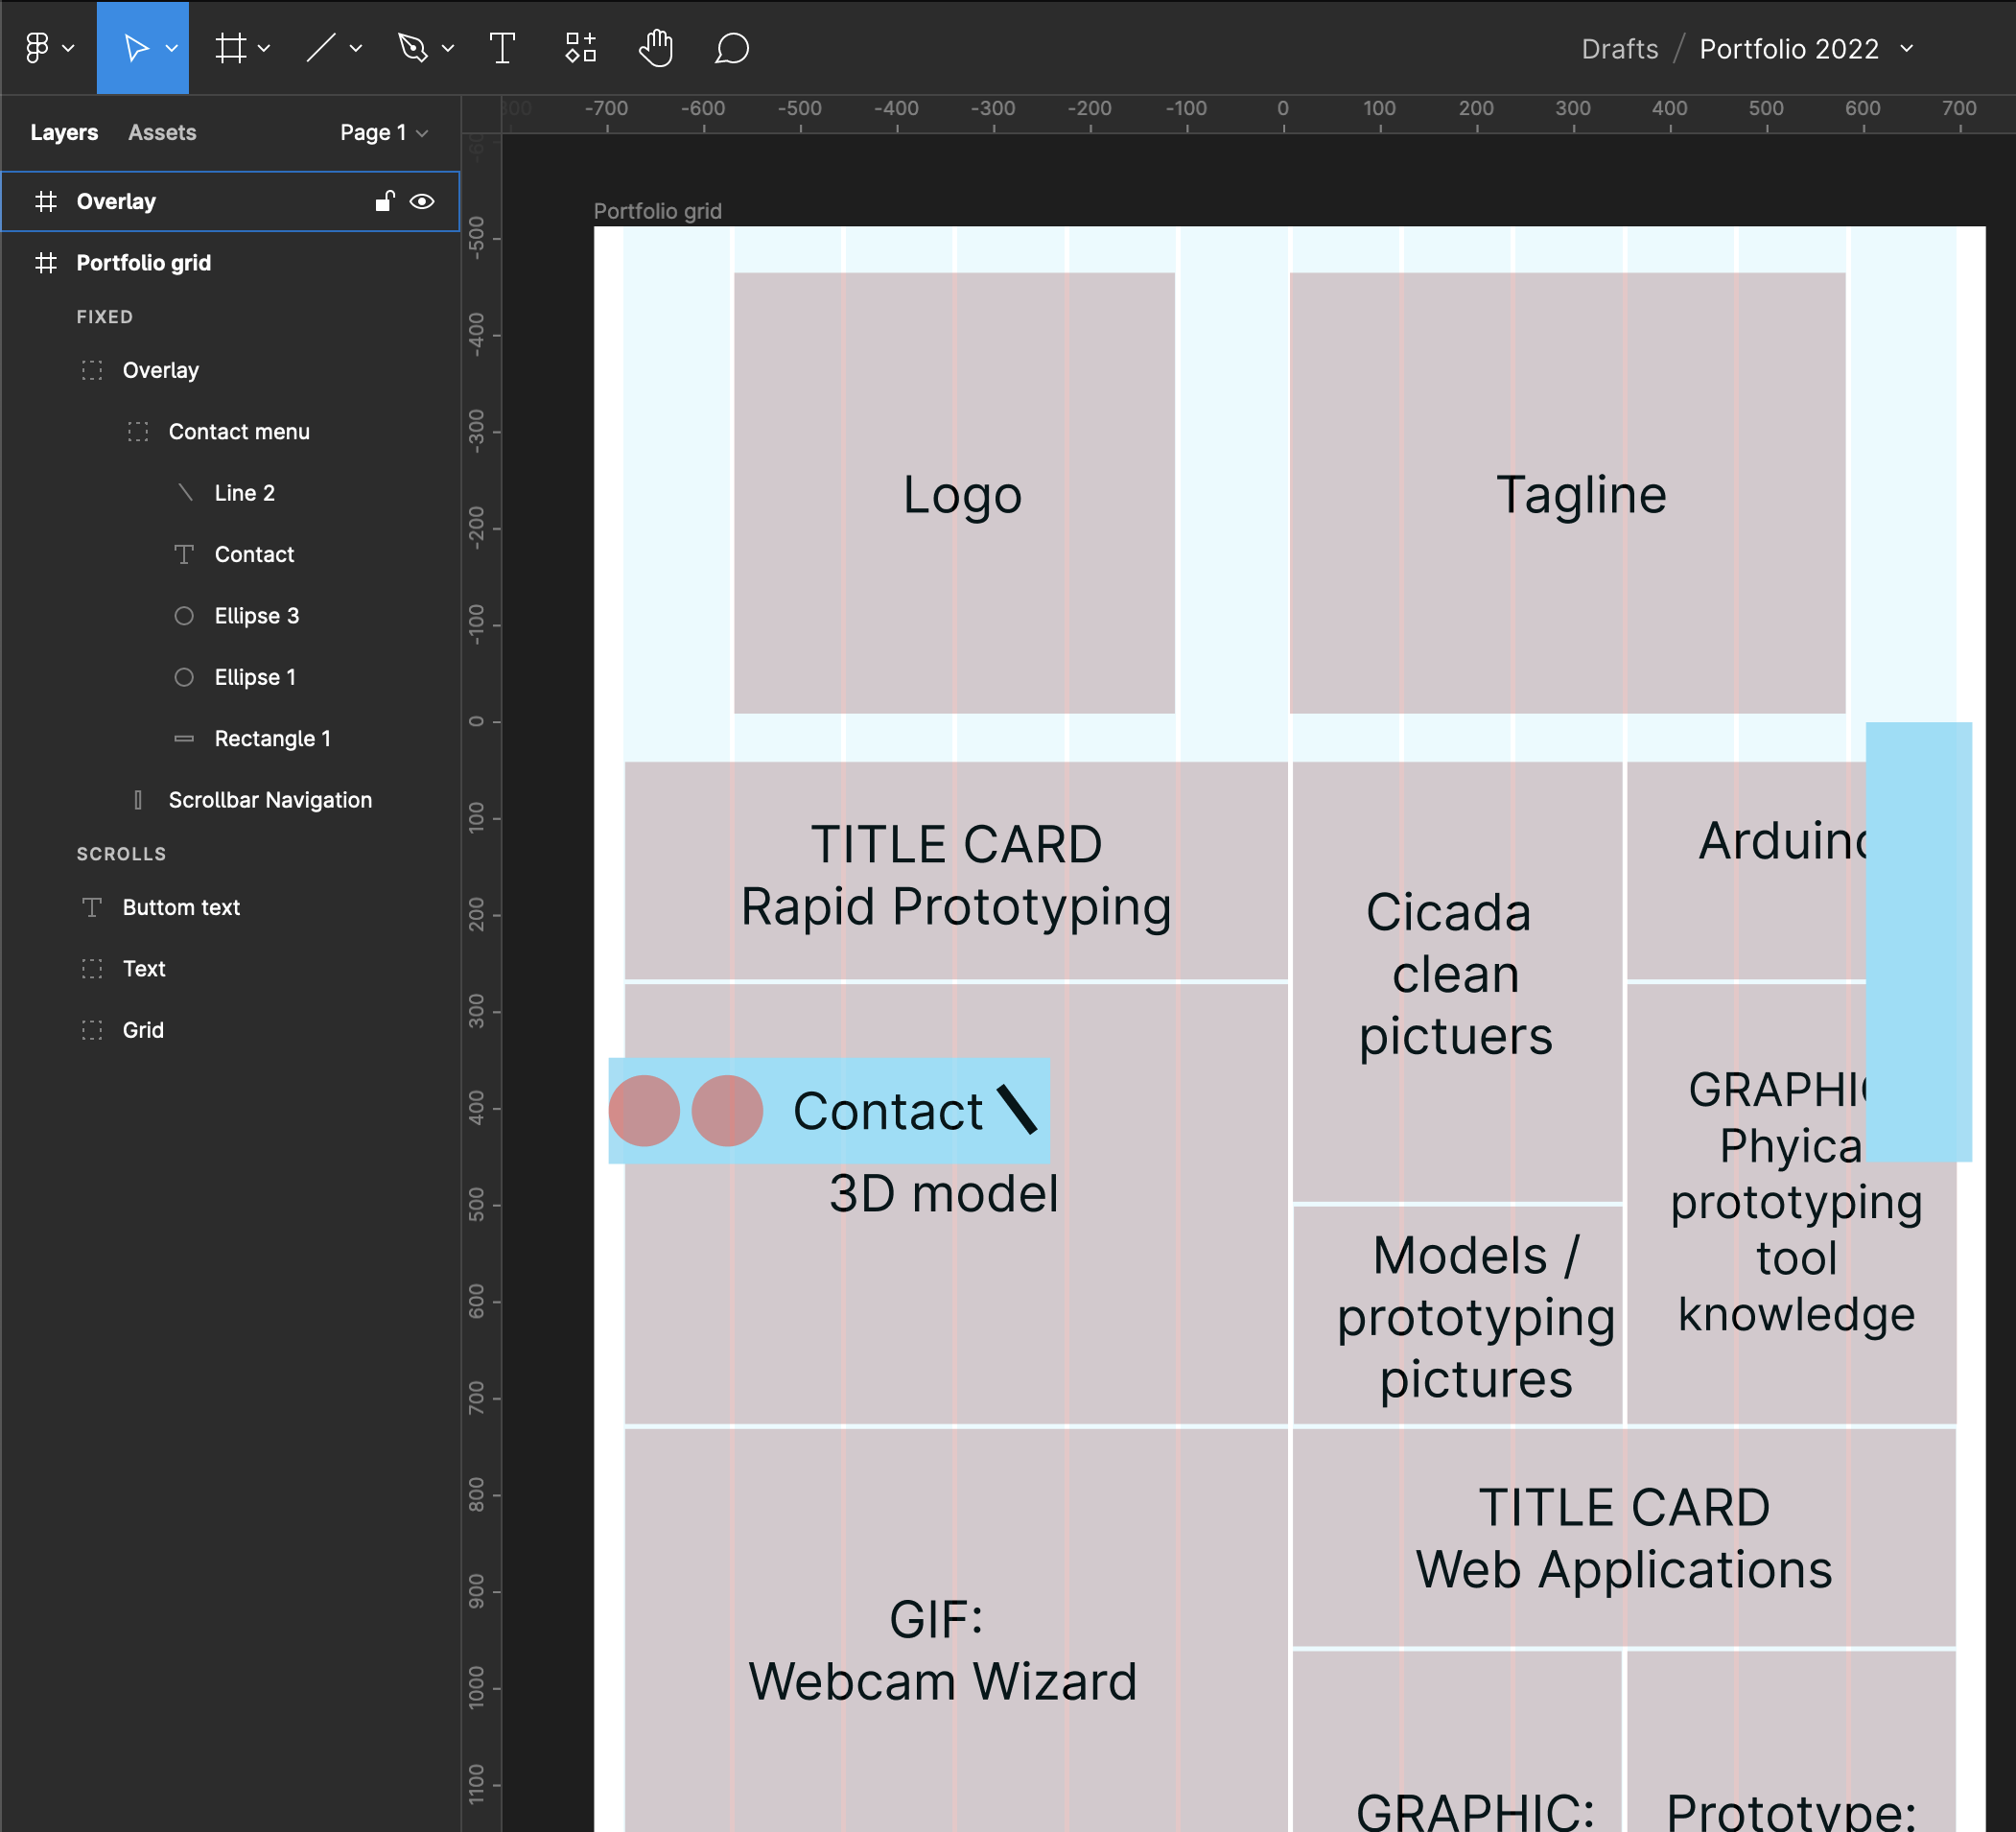 Drafts / Portfolio 2022
Layers Assets Page 1
Overlay
Portfolio grid
FIXED
Overlay
Contact menu
Line 2
Contact
Ellipse 3
Ellipse 1
Rectangle 1
Scrollbar Navigation
SCROLLS
Buttom text
Text
Grid
-700 -600 -500 -400 -300 -200 -100 0 100 200 300 400 500 600 700
-500
-400
-300
-200
-100
0
100
200
300
400
500
600
700
800
900
1000
1100
Portfolio grid
Logo
Tagline
TITLE CARD
Rapid Prototyping
Cicada
clean
pictuers
Arduino
Contact
3D model
GRAPHIC
Phyica
prototyping
tool
knowledge
Models /
prototyping
pictures
TITLE CARD
Web Applications
GIF:
Webcam Wizard
GRAPHIC:
Prototype: